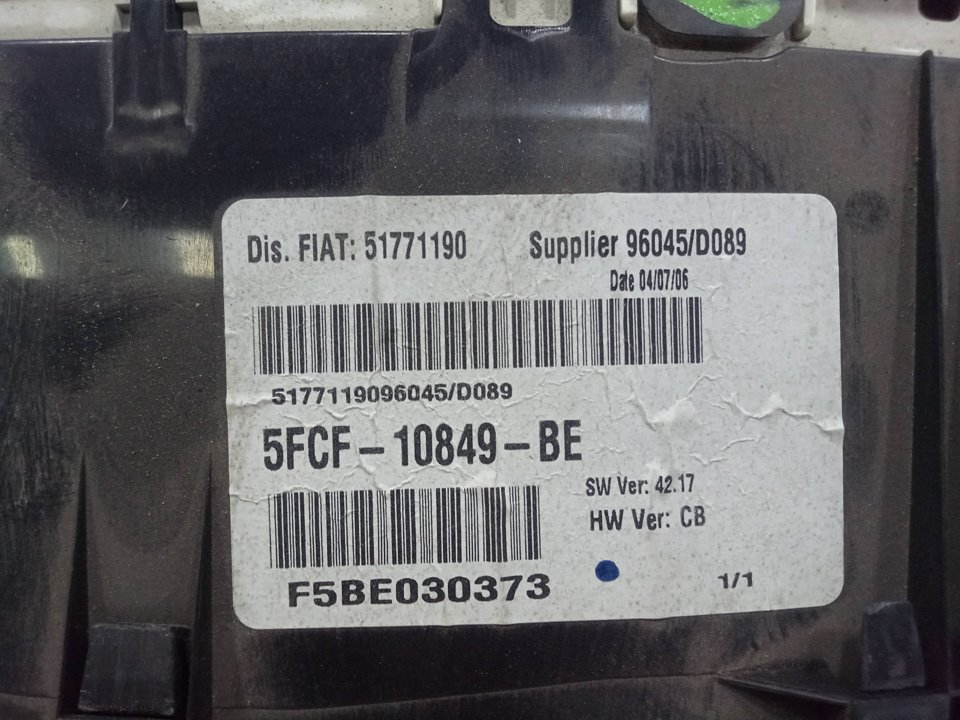 Dis. FIAT: 51771190 Supplier 96045/D089
Date 04/07/06
5177119096045/D089
5FCF-10849-BE
SW Ver: 42.17
HW Ver: CB
F5BE030373
1/1